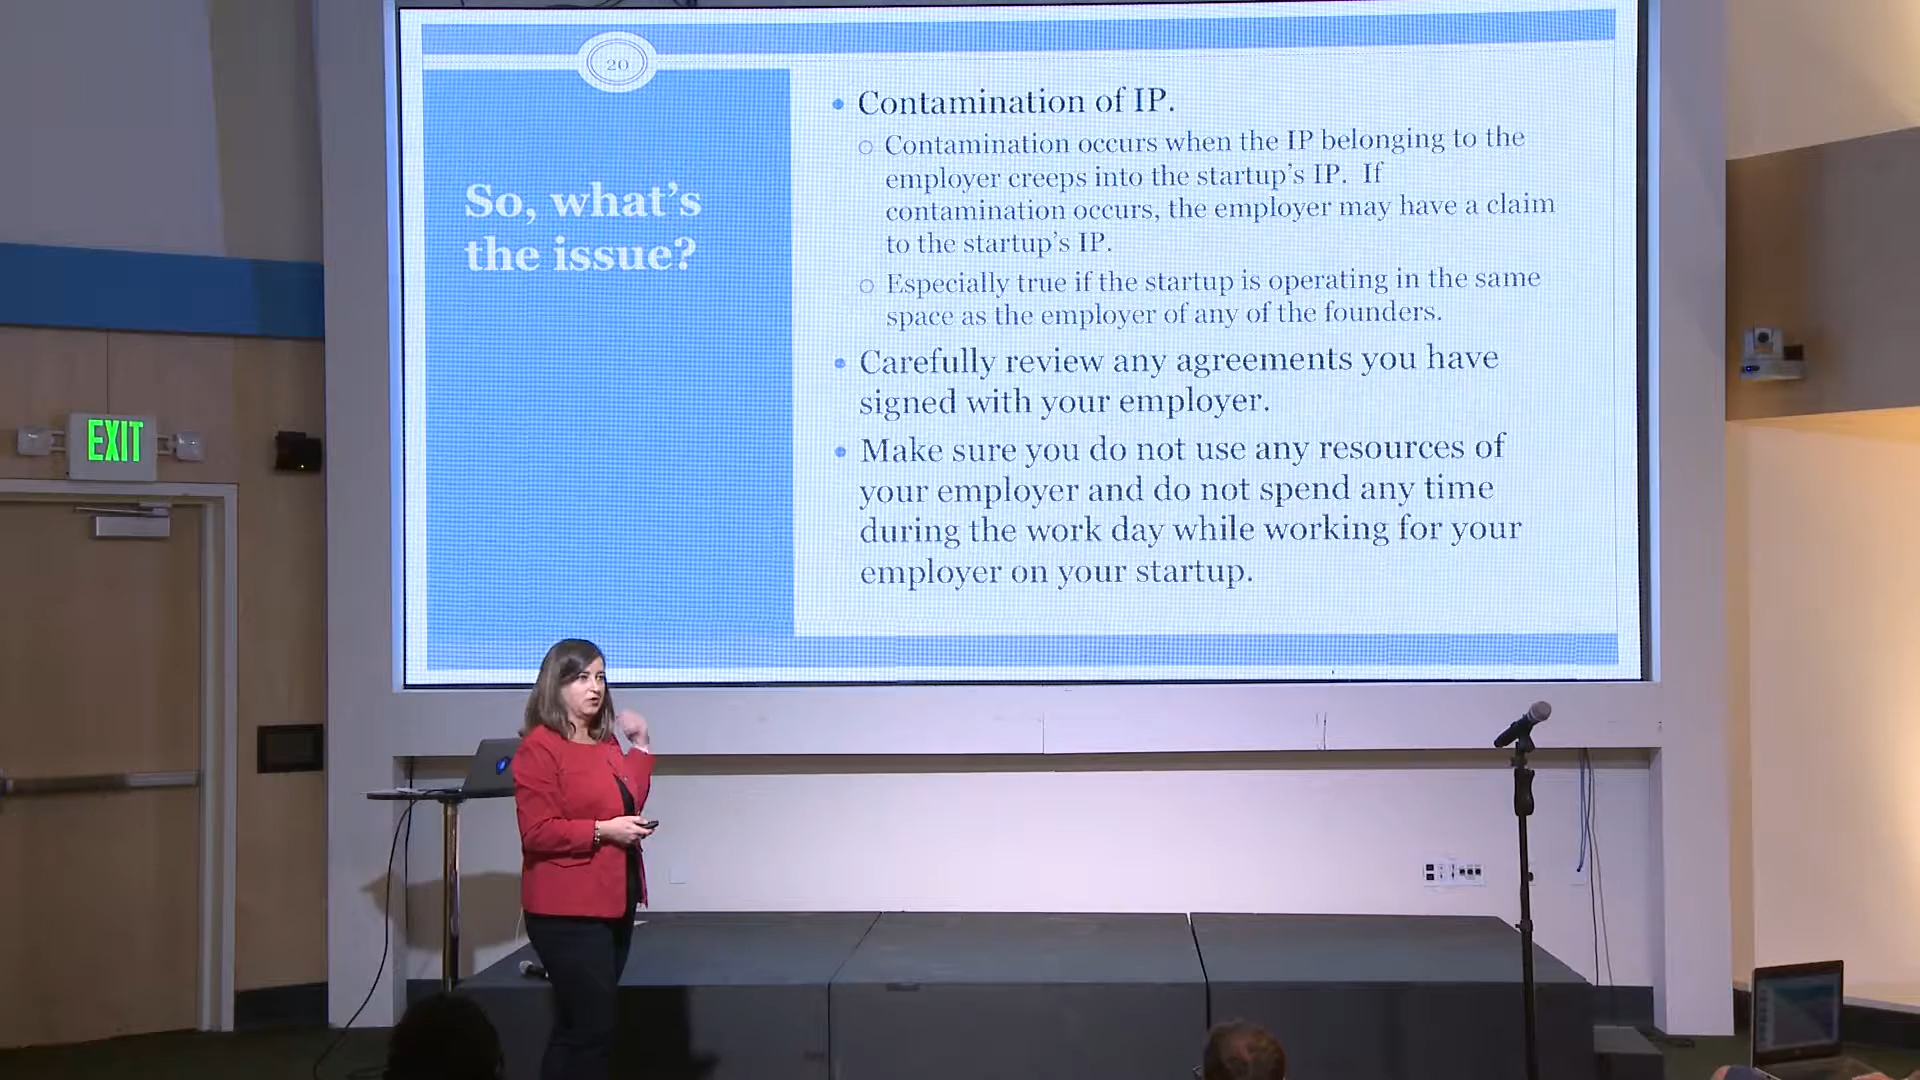 20
So, what's
the issue?
• Contamination of IP.
○ Contamination occurs when the IP belonging to the
employer creeps into the startup's IP.  If
contamination occurs, the employer may have a claim
to the startup's IP.
○ Especially true if the startup is operating in the same
space as the employer of any of the founders.
• Carefully review any agreements you have
signed with your employer.
• Make sure you do not use any resources of
your employer and do not spend any time
during the work day while working for your
employer on your startup.
EXIT